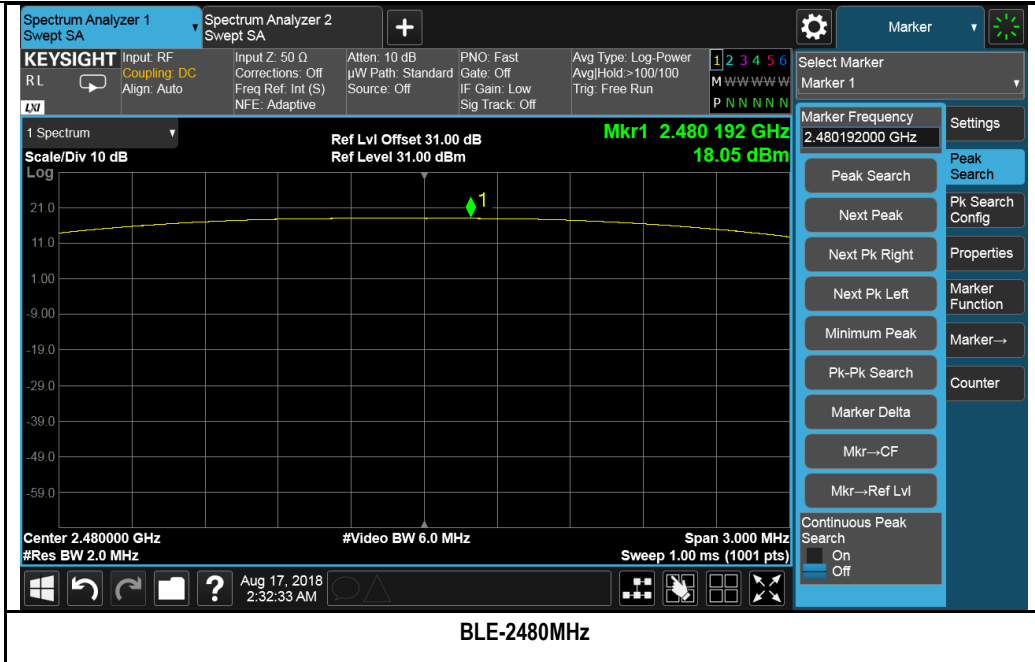 Spectrum Analyzer 1
Swept SA
Spectrum Analyzer 2
Swept SA
+
Marker
KEYSIGHT
RL
LXI
Input: RF
Coupling: DC
Align: Auto
Input Z: 50 Ω
Corrections: Off
Freq Ref: Int (S)
NFE: Adaptive
Atten: 10 dB
µW Path: Standard
Source: Off
PNO: Fast
Gate: Off
IF Gain: Low
Sig Track: Off
Avg Type: Log-Power
Avg|Hold:>100/100
Trig: Free Run
1 2 3 4 5 6
M W W W W W
P N N N N N
Select Marker
Marker 1
1 Spectrum
Scale/Div 10 dB
Log
Ref Lvl Offset 31.00 dB
Ref Level 31.00 dBm
Mkr1 2.480 192 GHz
18.05 dBm
1
21.0
11.0
1.00
-9.00
-19.0
-29.0
-39.0
-49.0
-59.0
Center 2.480000 GHz
#Res BW 2.0 MHz
#Video BW 6.0 MHz
Span 3.000 MHz
Sweep 1.00 ms (1001 pts)
Marker Frequency
2.480192000 GHz
Peak Search
Next Peak
Next Pk Right
Next Pk Left
Minimum Peak
Pk-Pk Search
Marker Delta
Mkr→CF
Mkr→Ref Lvl
Continuous Peak
Search
On
Off
Settings
Peak
Search
Pk Search
Config
Properties
Marker
Function
Marker→
Counter
?
Aug 17, 2018
2:32:33 AM
BLE-2480MHz